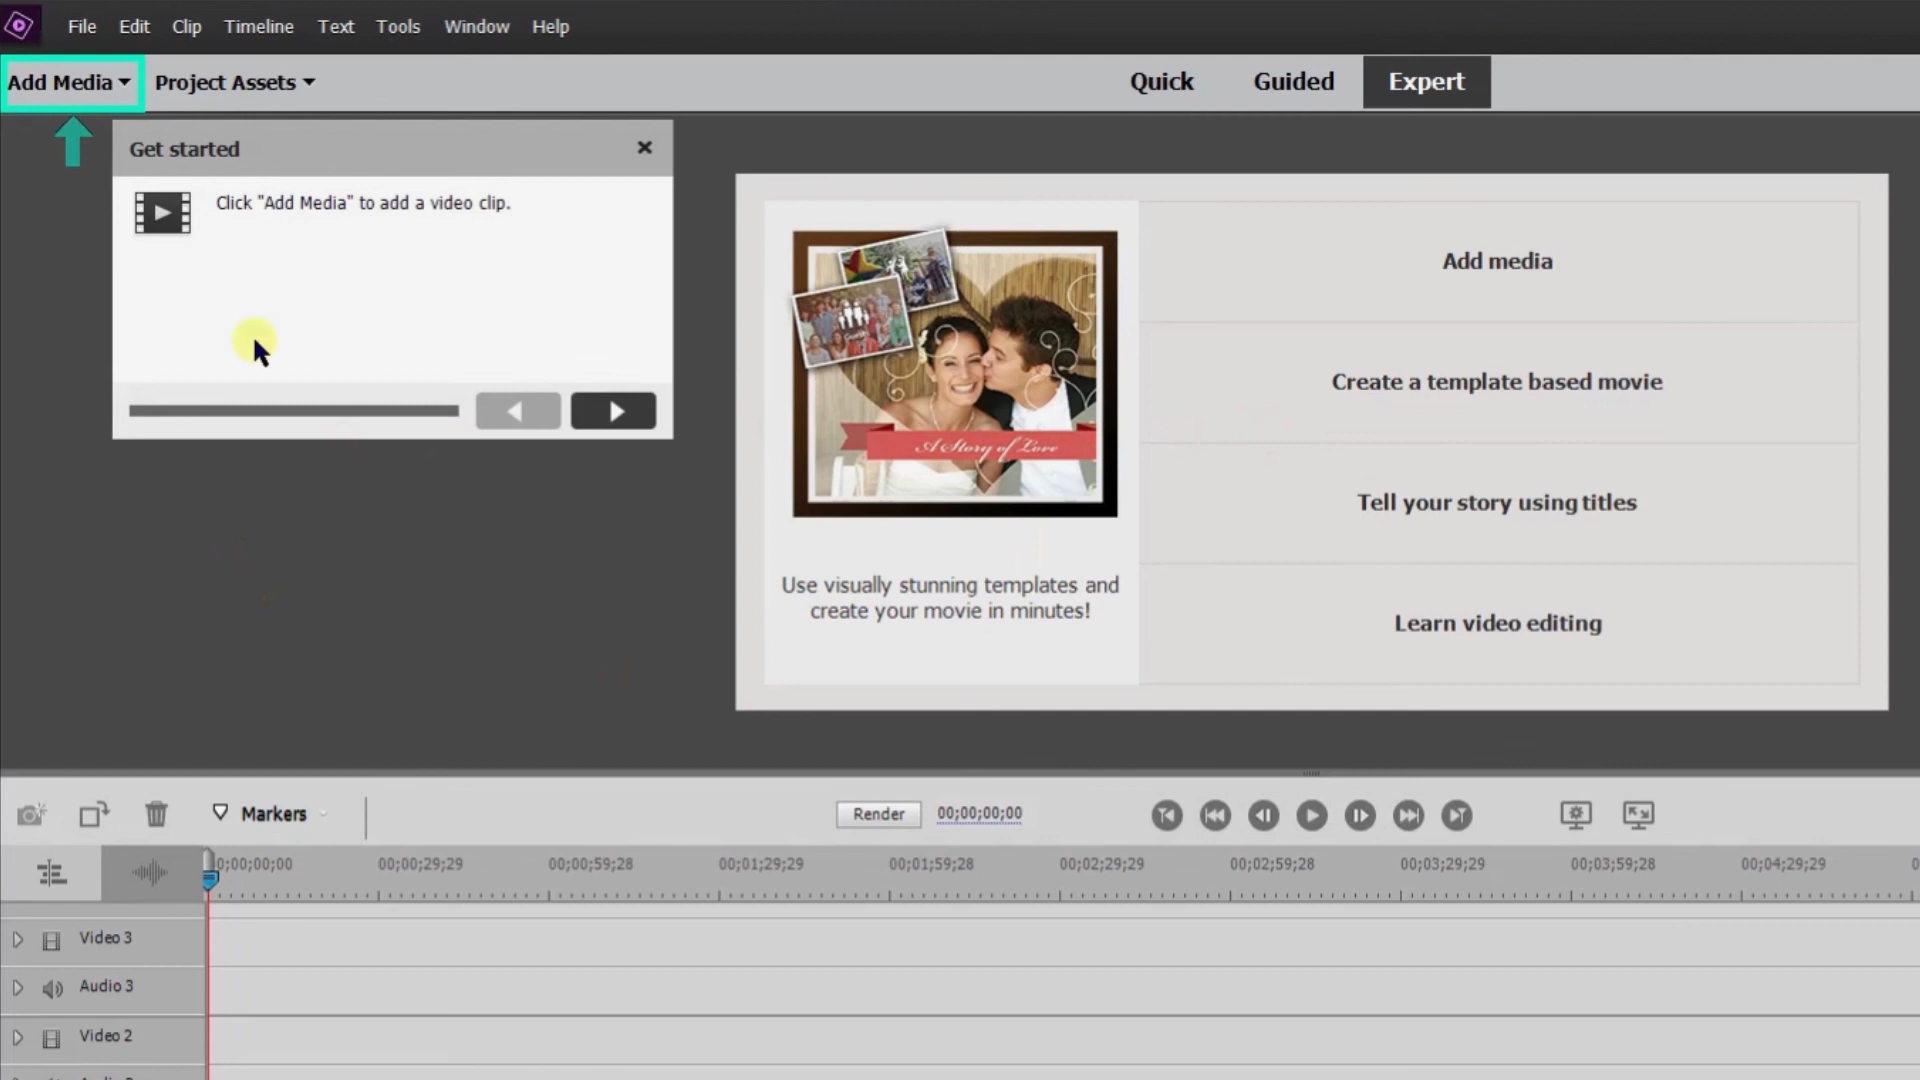 File Edit Clip Timeline Text Tools Window Help
Add Media Project Assets Quick Guided Expert
Get started
Click "Add Media" to add a video clip.
A Story of Love
Use visually stunning templates and
create your movie in minutes!
Add media
Create a template based movie
Tell your story using titles
Learn video editing
Markers Render 00;00;00;00
0;00;00;00 00;00;29;29 00;00;59;28 00;01;29;29 00;01;59;28 00;02;29;29 00;02;59;28 00;03;29;29 00;03;59;28 00;04;29;29
Video 3
Audio 3
Video 2